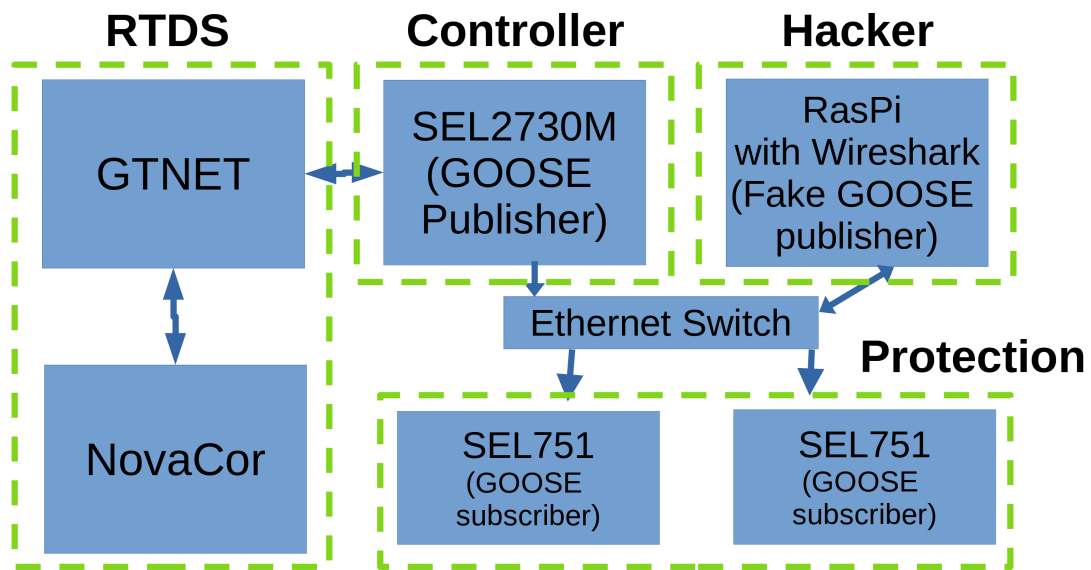 RTDS
Controller
Hacker
GTNET
SEL2730M
(GOOSE
Publisher)
RasPi
with Wireshark
(Fake GOOSE
publisher)
Ethernet Switch
Protection
NovaCor
SEL751
(GOOSE
subscriber)
SEL751
(GOOSE
subscriber)